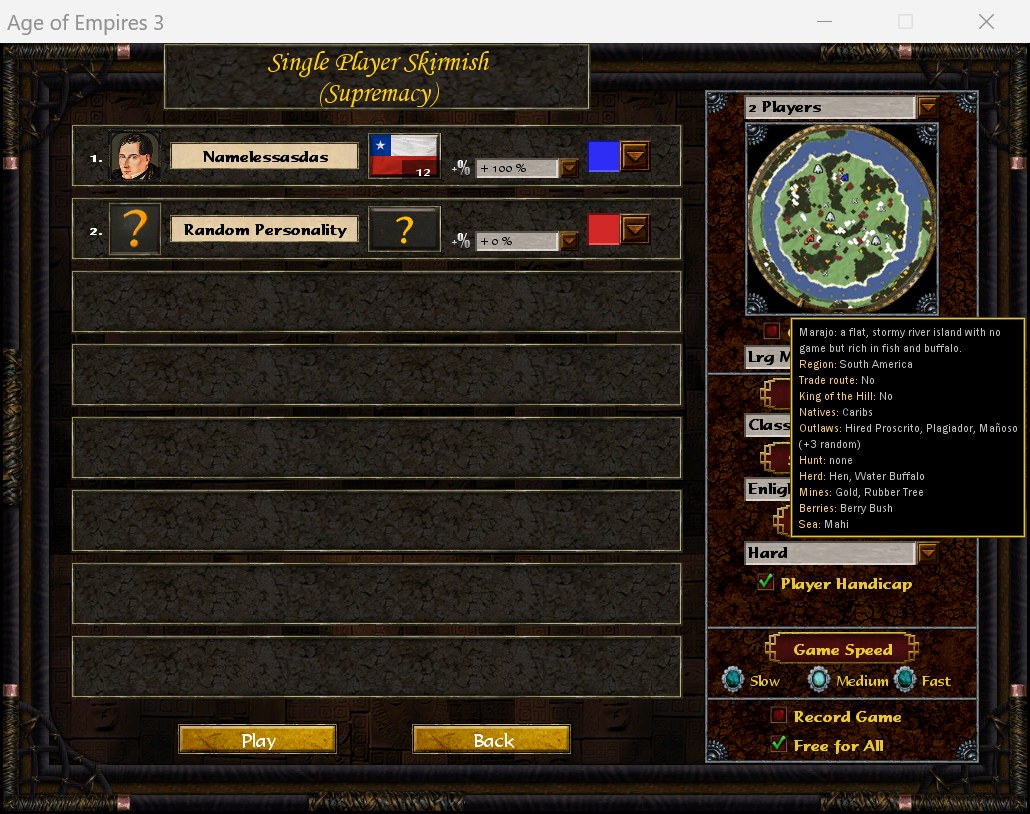 Age of Empires 3
Single Player Skirmish
(Supremacy)
2 Players
1.
Namelessasdas
12
+% + 100 %
2.
?
Random Personality
?
+% + 0 %
Lrg M
Marajo: a flat, stormy river island with no
game but rich in fish and buffalo.
Region: South America
Trade route: No
King of the Hill: No
Natives: Caribs
Outlaws: Hired Proscrito, Plagiador, Mañoso
(+3 random)
Hunt: none
Herd: Hen, Water Buffalo
Mines: Gold, Rubber Tree
Berries: Berry Bush
Sea: Mahi
Class
Enlig
Hard
Player Handicap
Game Speed
Slow Medium Fast
Record Game
Free for All
Play Back